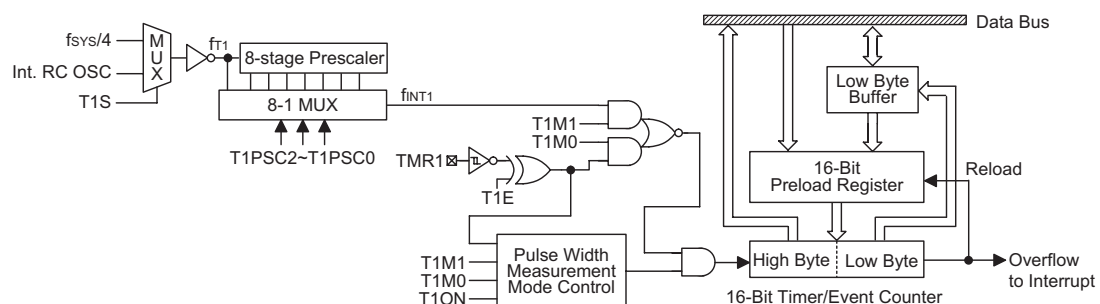 fSYS/4
Int. RC OSC
T1S
M
U
X
fT1
8-stage Prescaler
8-1 MUX
T1PSC2~T1PSC0
fINT1
T1M1
T1M0
TMR1
T1E
T1M1
T1M0
T1ON
Pulse Width
Measurement
Mode Control
Data Bus
Low Byte
Buffer
16-Bit
Preload Register
Reload
High Byte
Low Byte
Overflow
to Interrupt
16-Bit Timer/Event Counter